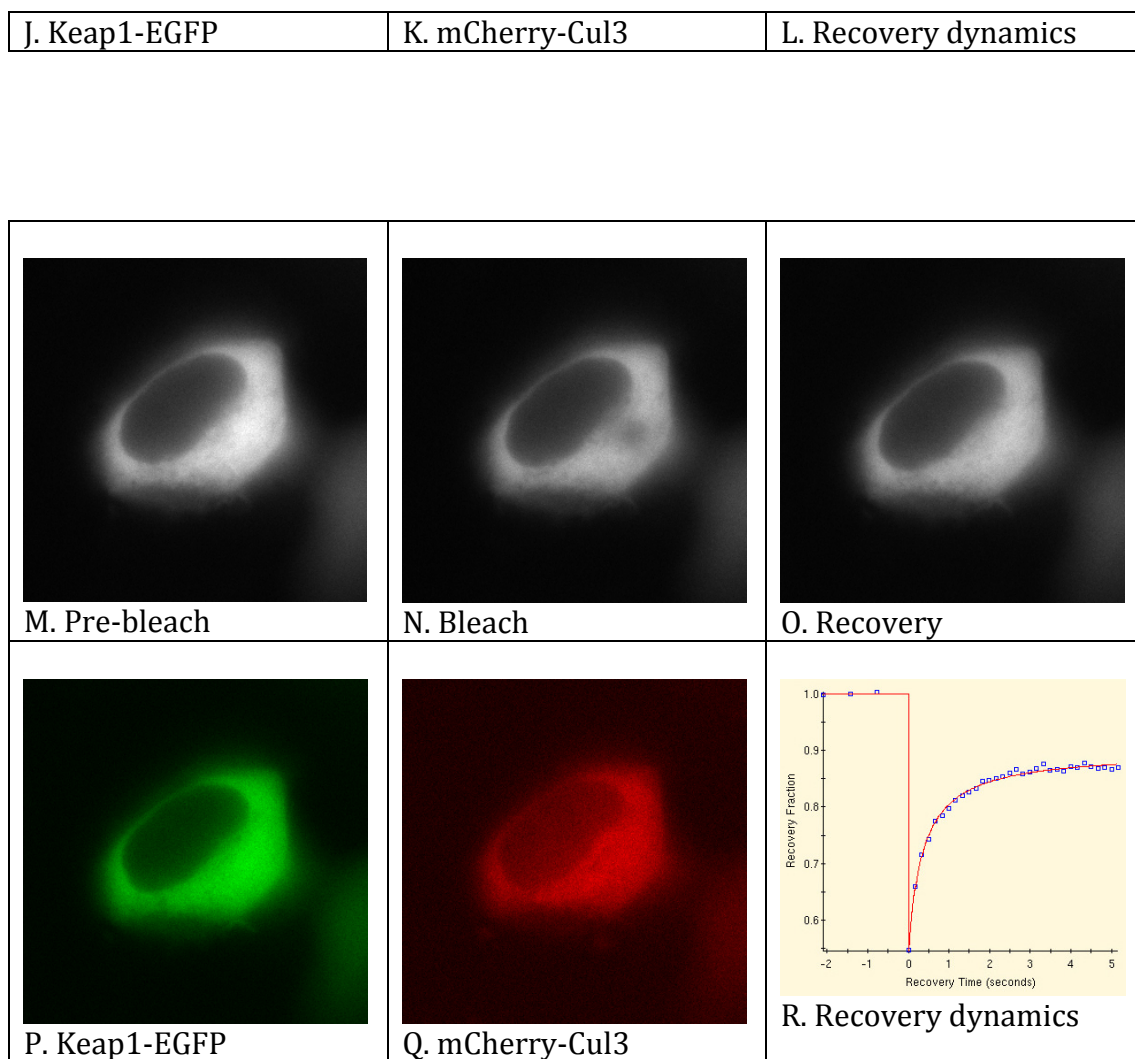 J. Keap1-EGFP
K. mCherry-Cul3
L. Recovery dynamics
M. Pre-bleach
N. Bleach
O. Recovery
1.0
0.9
0.8
0.7
0.6
Recovery Fraction
-2 -1 0 1 2 3 4 5
Recovery Time (seconds)
P. Keap1-EGFP
Q. mCherry-Cul3
R. Recovery dynamics